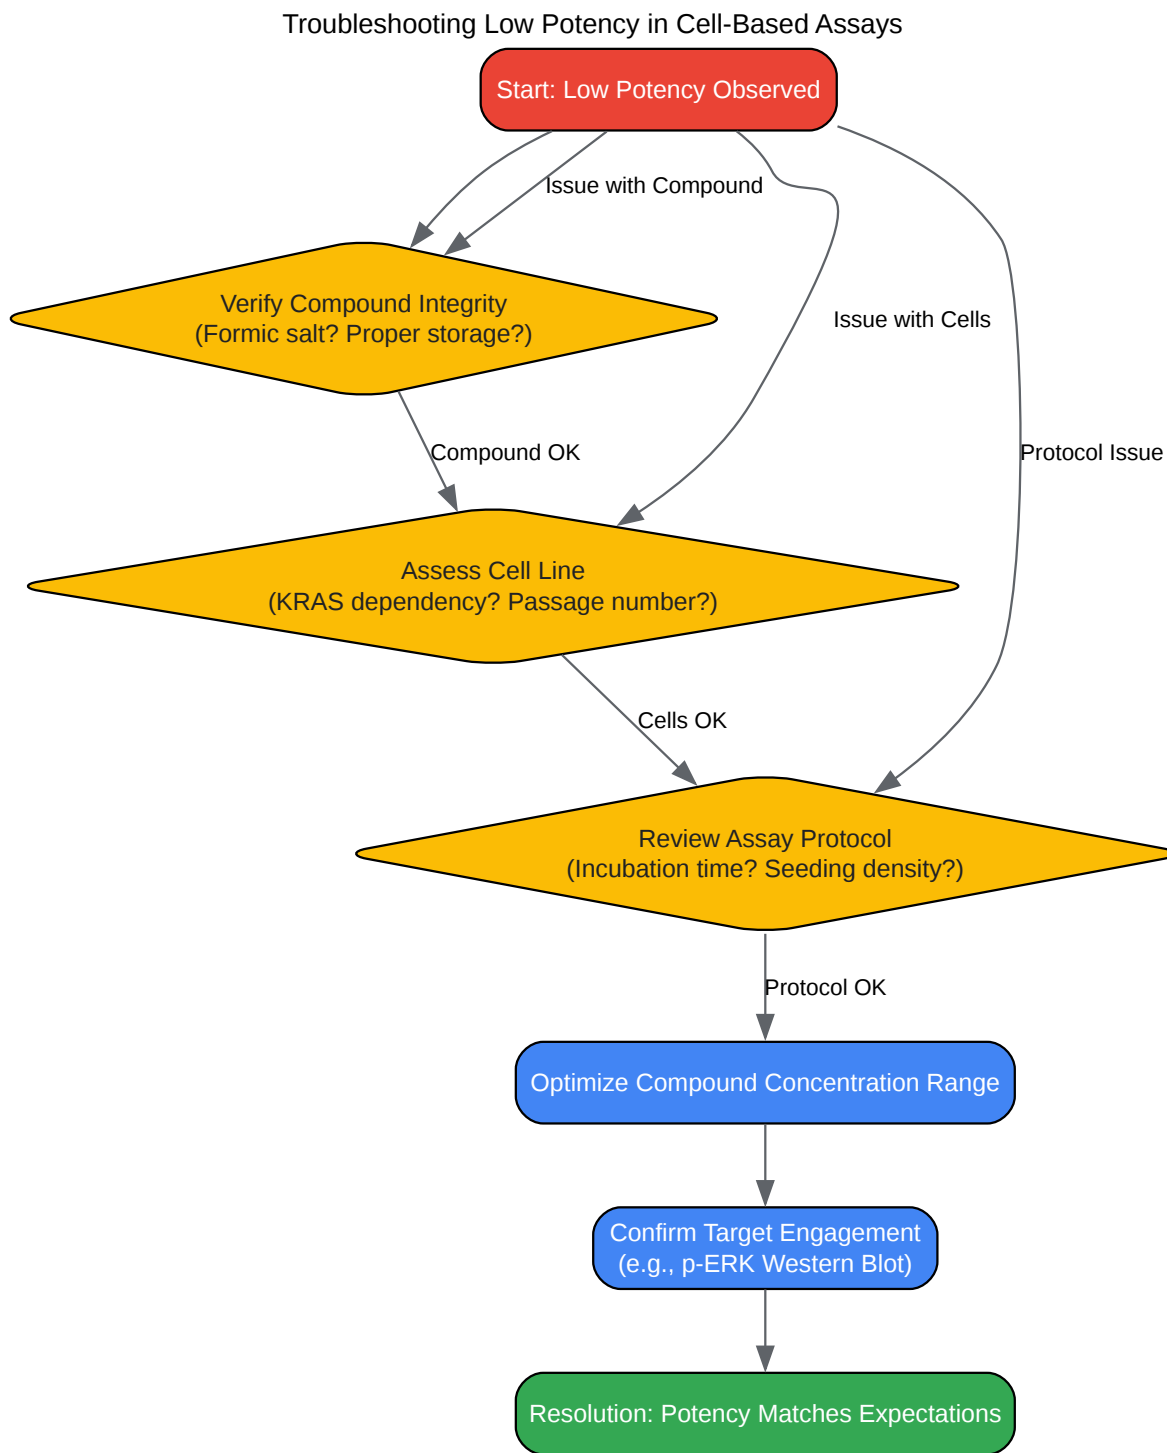 Troubleshooting Low Potency in Cell-Based Assays
Start: Low Potency Observed
Issue with Compound
Verify Compound Integrity
(Formic salt? Proper storage?)
Issue with Cells
Compound OK
Protocol Issue
Assess Cell Line
(KRAS dependency? Passage number?)
Cells OK
Review Assay Protocol
(Incubation time? Seeding density?)
Protocol OK
Optimize Compound Concentration Range
Confirm Target Engagement
(e.g., p-ERK Western Blot)
Resolution: Potency Matches Expectations